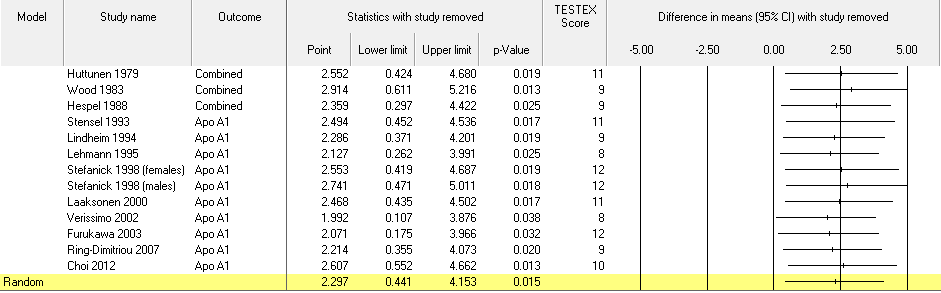 Model Study name Outcome Statistics with study removed TESTEX Score Difference in means (95% CI) with study removed
Point Lower limit Upper limit p-Value -5.00 -2.50 0.00 2.50 5.00
Huttunen 1979 Combined 2.552 0.424 4.680 0.019 11
Wood 1983 Combined 2.914 0.611 5.216 0.013 9
Hespel 1988 Combined 2.359 0.297 4.422 0.025 9
Stensel 1993 Apo A1 2.494 0.452 4.536 0.017 11
Lindheim 1994 Apo A1 2.286 0.371 4.201 0.019 9
Lehmann 1995 Apo A1 2.127 0.262 3.991 0.025 8
Stefanick 1998 (females) Apo A1 2.553 0.419 4.687 0.019 12
Stefanick 1998 (males) Apo A1 2.741 0.471 5.011 0.018 12
Laaksonen 2000 Apo A1 2.468 0.435 4.502 0.017 11
Verissimo 2002 Apo A1 1.992 0.107 3.876 0.038 8
Furukawa 2003 Apo A1 2.071 0.175 3.966 0.032 12
Ring-Dimitriou 2007 Apo A1 2.214 0.355 4.073 0.020 9
Choi 2012 Apo A1 2.607 0.552 4.662 0.013 10
Random 2.297 0.441 4.153 0.015